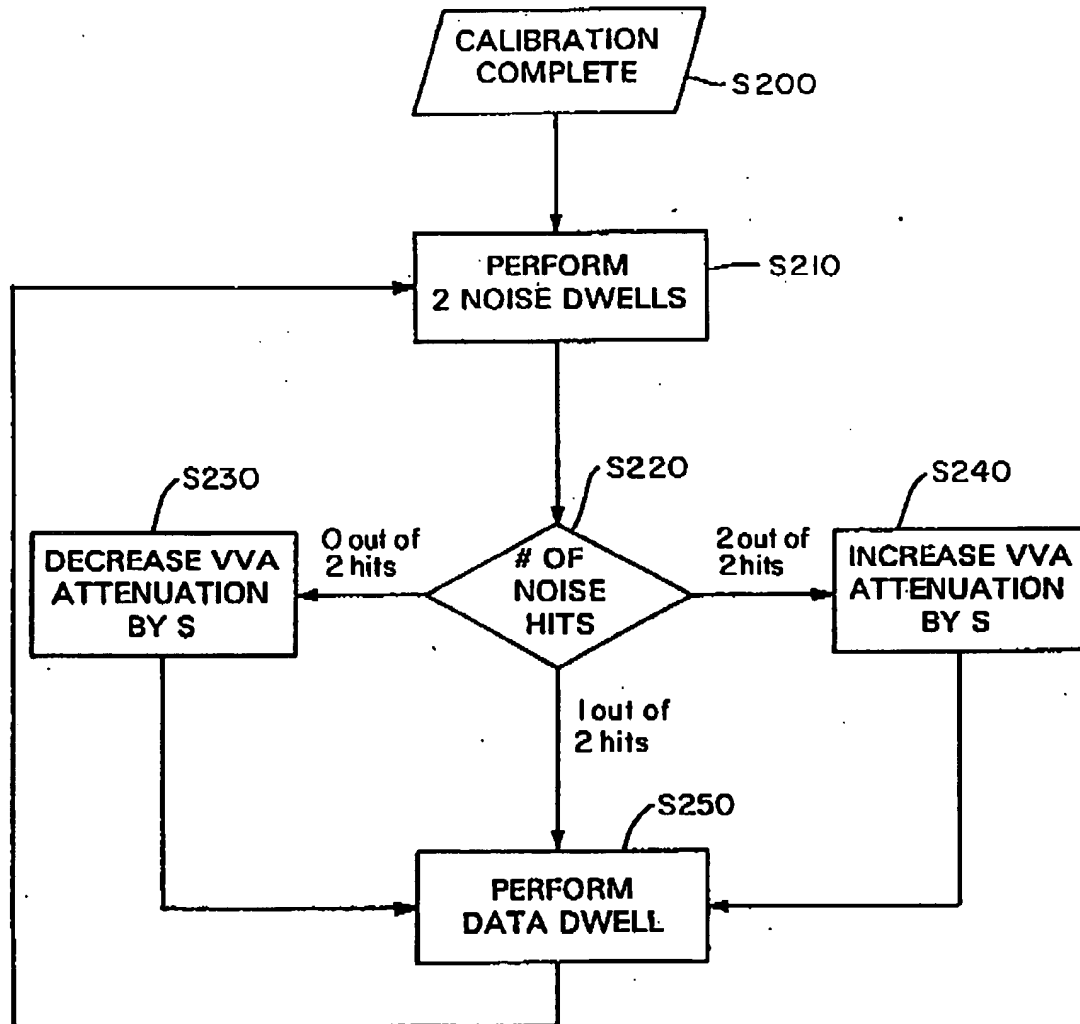 CALIBRATION
COMPLETE
S200
PERFORM
2 NOISE DWELLS
S210
S220
# OF
NOISE
HITS
0 out of
2 hits
S230
DECREASE VVA
ATTENUATION
BY S
2 out of
2 hits
S240
INCREASE VVA
ATTENUATION
BY S
1 out of
2 hits
S250
PERFORM
DATA DWELL